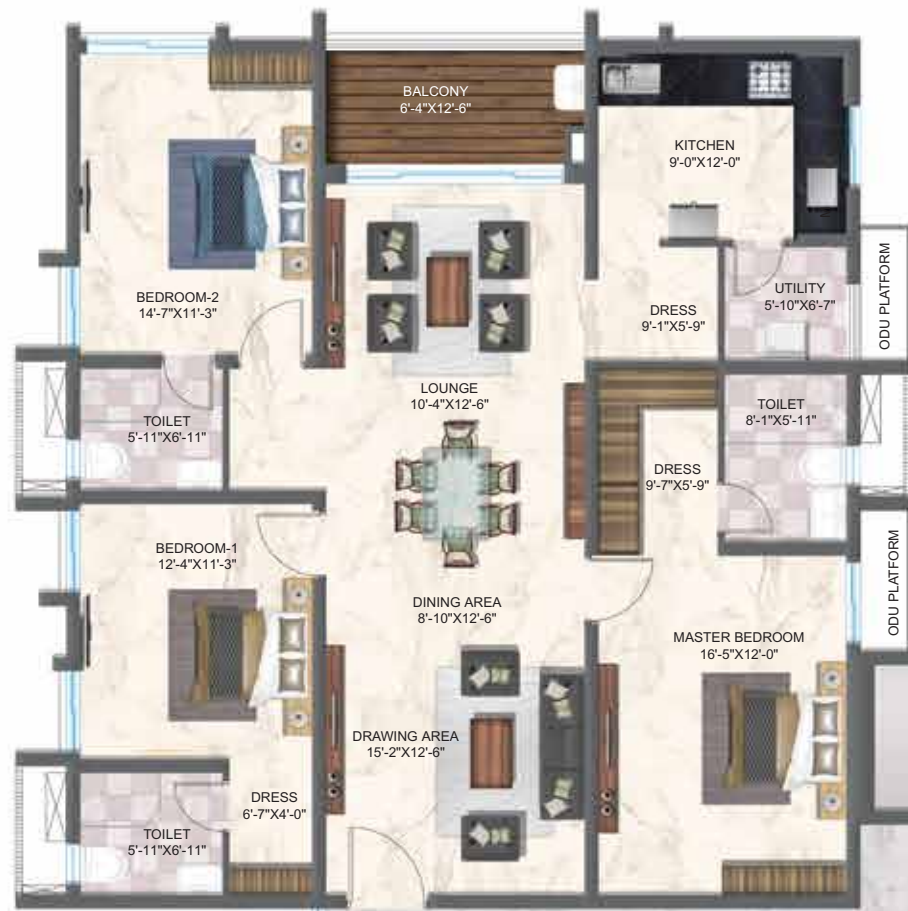 BALCONY
6'-4"X12'-6"
KITCHEN
9'-0"X12'-0"
BEDROOM-2
14'-7"X11'-3"
DRESS
9'-1"X5'-9"
UTILITY
5'-10"X6'-7"
ODU PLATFORM
LOUNGE
10'-4"X12'-6"
TOILET
5'-11"X6'-11"
TOILET
8'-1"X5'-11"
DRESS
9'-7"X5'-9"
BEDROOM-1
12'-4"X11'-3"
ODU PLATFORM
DINING AREA
8'-10"X12'-6"
MASTER BEDROOM
16'-5"X12'-0"
DRAWING AREA
15'-2"X12'-6"
DRESS
6'-7"X4'-0"
TOILET
5'-11"X6'-11"